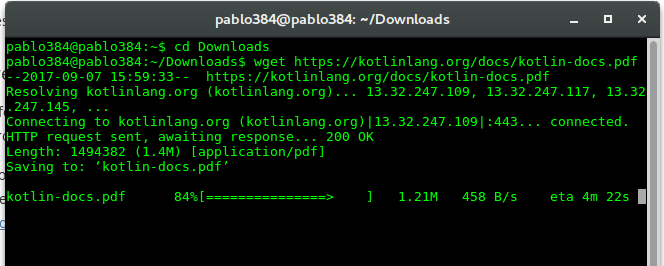 pablo384@pablo384: ~/Downloads
pablo384@pablo384:~$ cd Downloads
pablo384@pablo384:~/Downloads$ wget https://kotlinlang.org/docs/kotlin-docs.pdf
--2017-09-07 15:59:33--  https://kotlinlang.org/docs/kotlin-docs.pdf
Resolving kotlinlang.org (kotlinlang.org)... 13.32.247.109, 13.32.247.117, 13.32
.247.145, ...
Connecting to kotlinlang.org (kotlinlang.org)|13.32.247.109|:443... connected.
HTTP request sent, awaiting response... 200 OK
Length: 1494382 (1.4M) [application/pdf]
Saving to: ‘kotlin-docs.pdf’
kotlin-docs.pdf      84%[===============>    ]   1.21M   458 B/s    eta 4m 22s